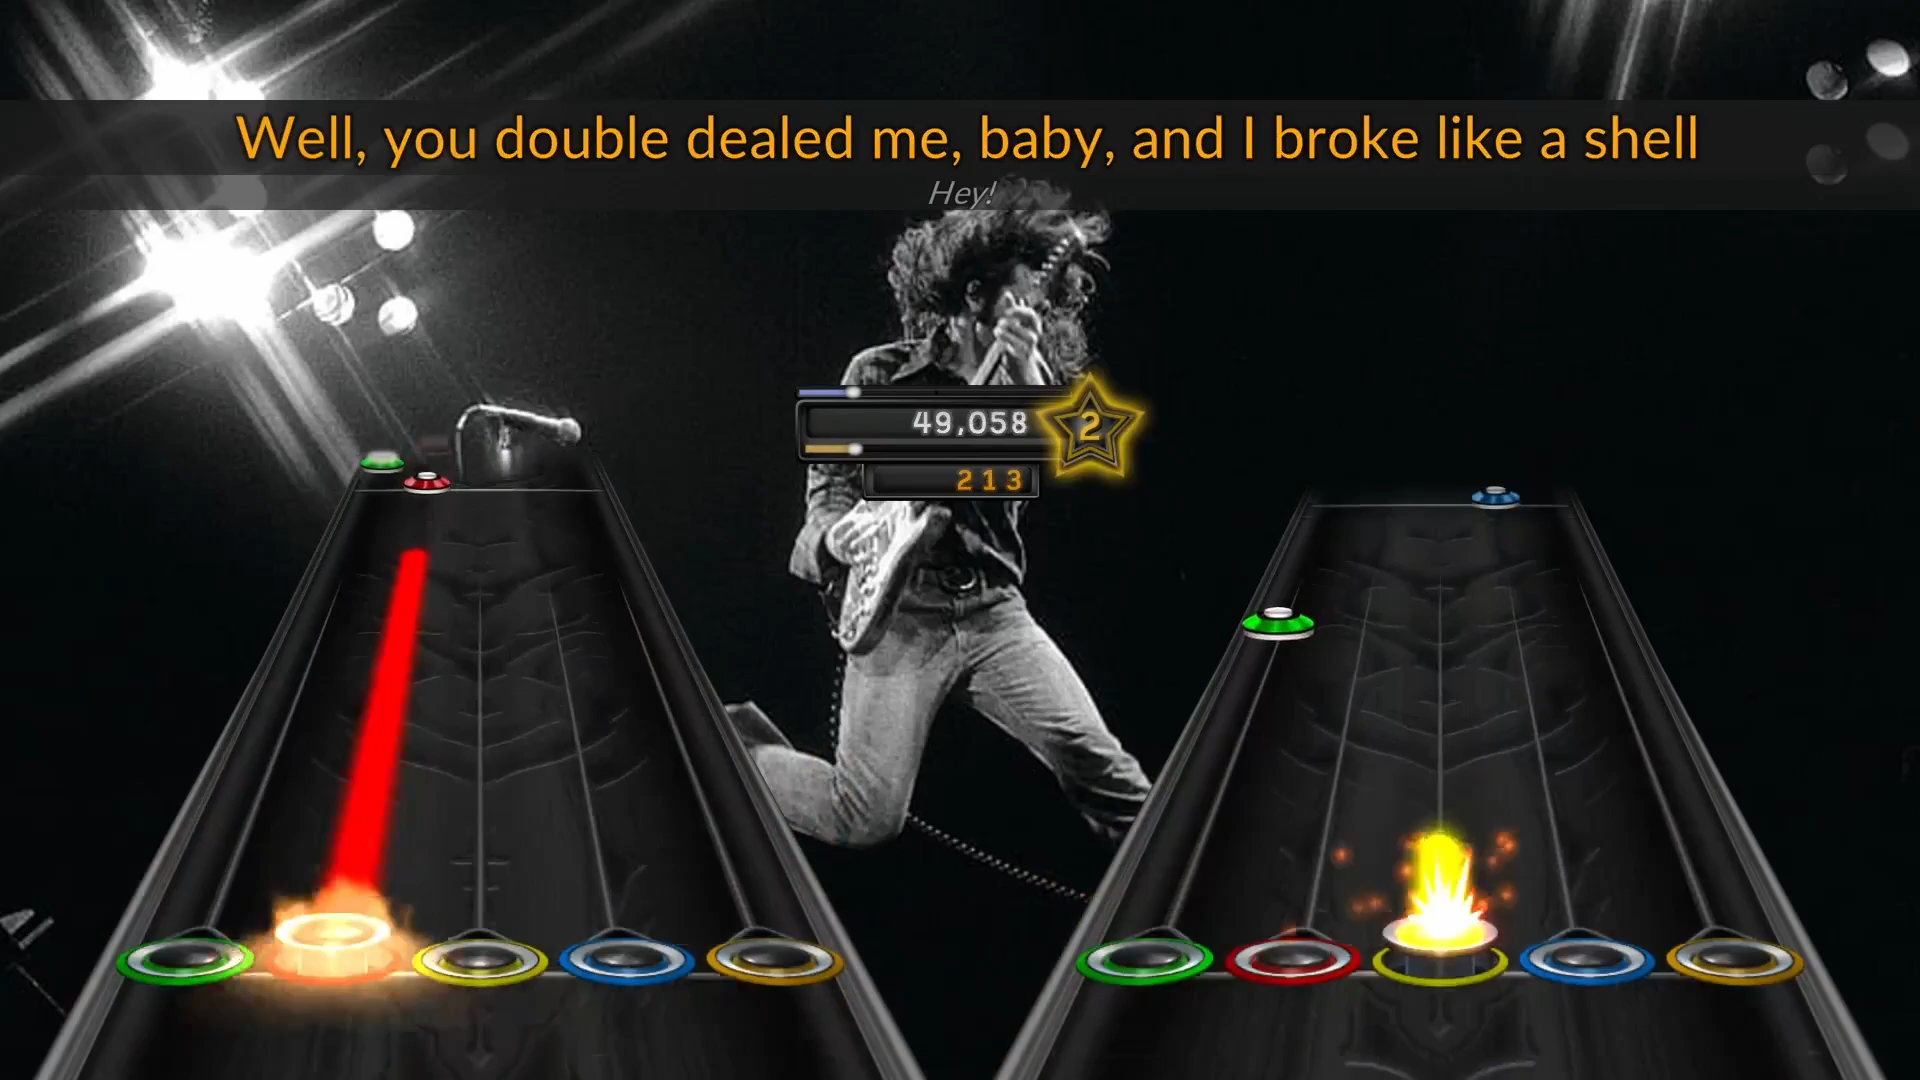 Well, you double dealed me, baby, and I broke like a shell
Hey!
49,058
2
213